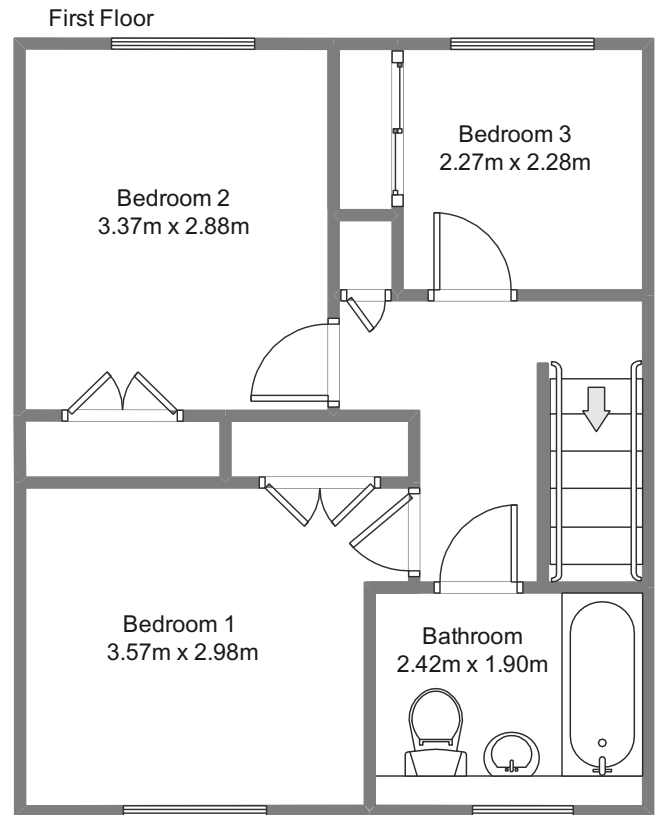 First Floor
Bedroom 3
2.27m x 2.28m
Bedroom 2
3.37m x 2.88m
Bedroom 1
3.57m x 2.98m
Bathroom
2.42m x 1.90m